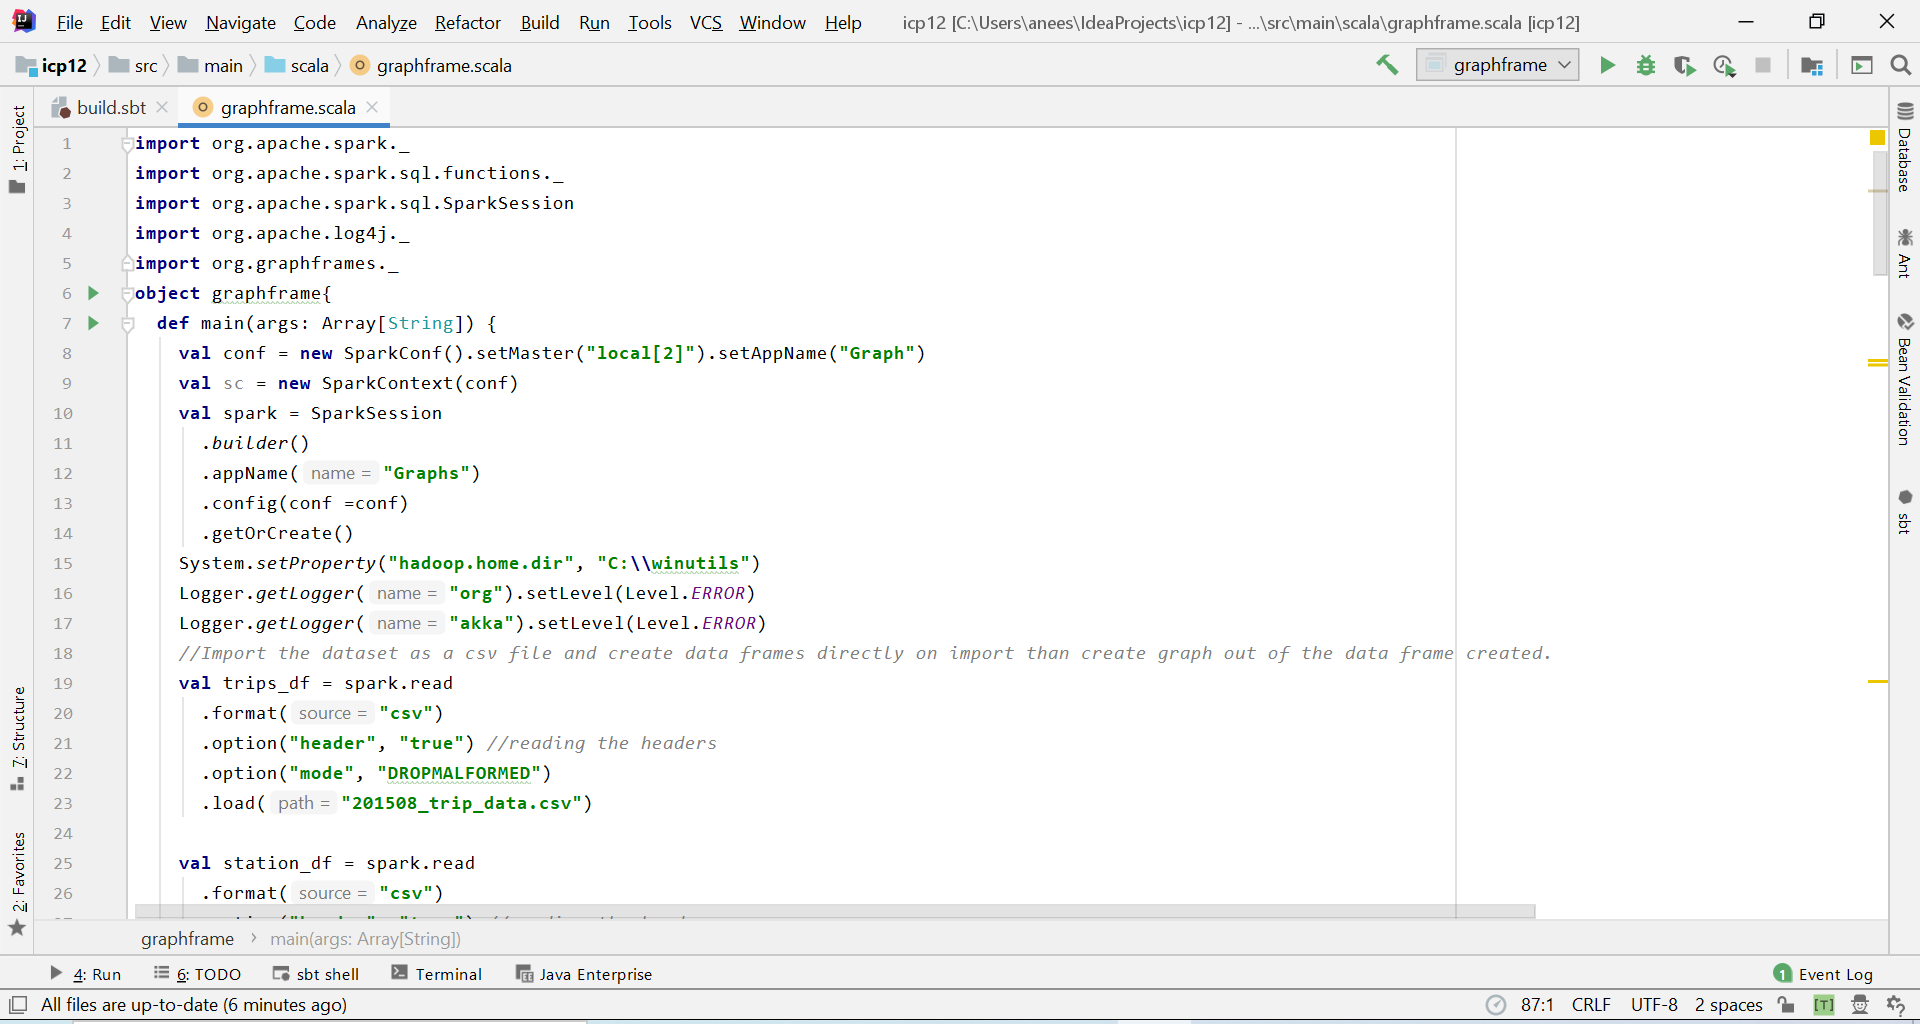 File Edit View Navigate Code Analyze Refactor Build Run Tools VCS Window Help icp12 [C:\Users\anees\IdeaProjects\icp12] - ...\src\main\scala\graphframe.scala [icp12]
icp12 src main scala graphframe.scala graphframe
build.sbt graphframe.scala
1 import org.apache.spark._
2 import org.apache.spark.sql.functions._
3 import org.apache.spark.sql.SparkSession
4 import org.apache.log4j._
5 import org.graphframes._
6 object graphframe{
7 def main(args: Array[String]) {
8 val conf = new SparkConf().setMaster("local[2]").setAppName("Graph")
9 val sc = new SparkContext(conf)
10 val spark = SparkSession
11 .builder()
12 .appName( name = "Graphs")
13 .config(conf =conf)
14 .getOrCreate()
15 System.setProperty("hadoop.home.dir", "C:\\winutils")
16 Logger.getLogger( name = "org").setLevel(Level.ERROR)
17 Logger.getLogger( name = "akka").setLevel(Level.ERROR)
18 //Import the dataset as a csv file and create data frames directly on import than create graph out of the data frame created.
19 val trips_df = spark.read
20 .format( source = "csv")
21 .option("header", "true") //reading the headers
22 .option("mode", "DROPMALFORMED")
23 .load( path = "201508_trip_data.csv")
24
25 val station_df = spark.read
26 .format( source = "csv")
graphframe main(args: Array[String])
1: Project
7: Structure
2: Favorites
Database
Ant
Bean Validation
sbt
4: Run 6: TODO sbt shell Terminal Java Enterprise 1 Event Log
All files are up-to-date (6 minutes ago) 87:1 CRLF UTF-8 2 spaces [T]